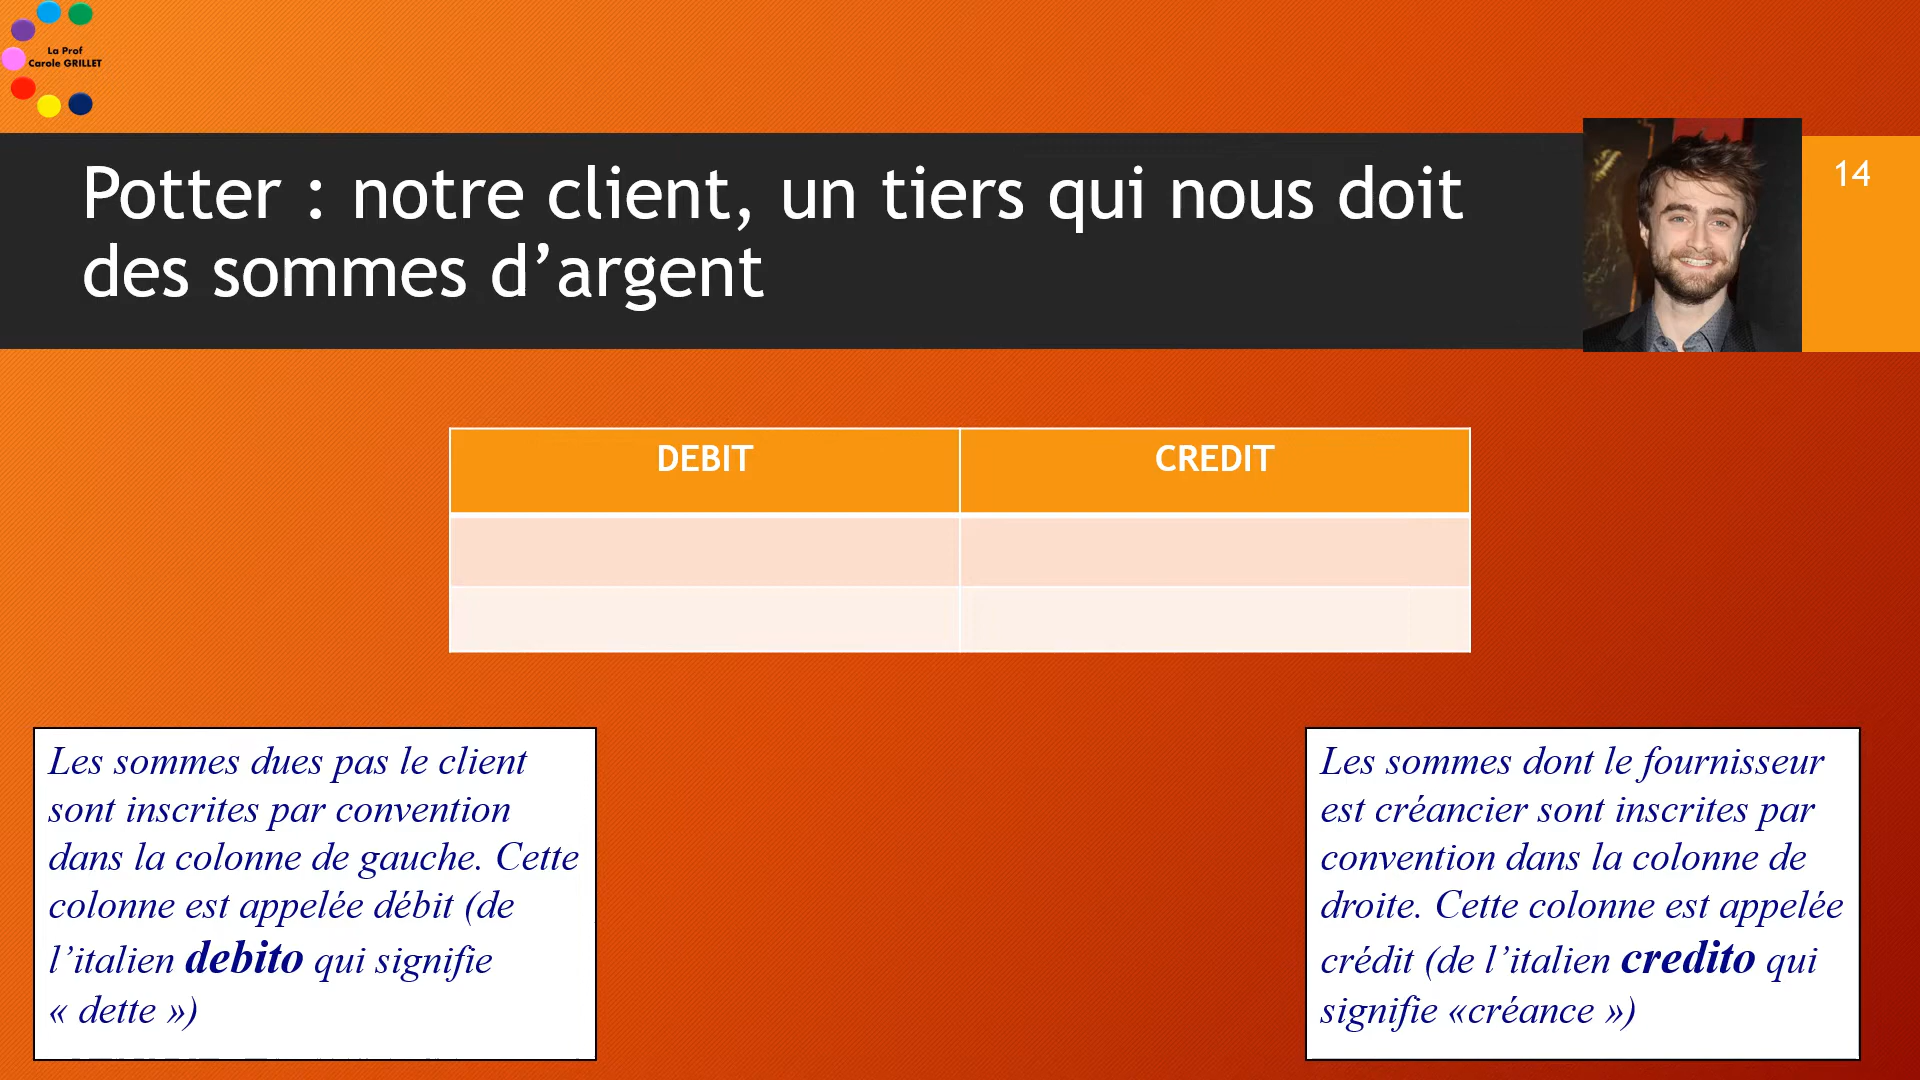 La Prof
Carole GRILLET
Potter : notre client, un tiers qui nous doit
des sommes d’argent
14
DEBIT CREDIT
Les sommes dues pas le client
sont inscrites par convention
dans la colonne de gauche. Cette
colonne est appelée débit (de
l’italien debito qui signifie
« dette »)
Les sommes dont le fournisseur
est créancier sont inscrites par
convention dans la colonne de
droite. Cette colonne est appelée
crédit (de l’italien credito qui
signifie «créance »)